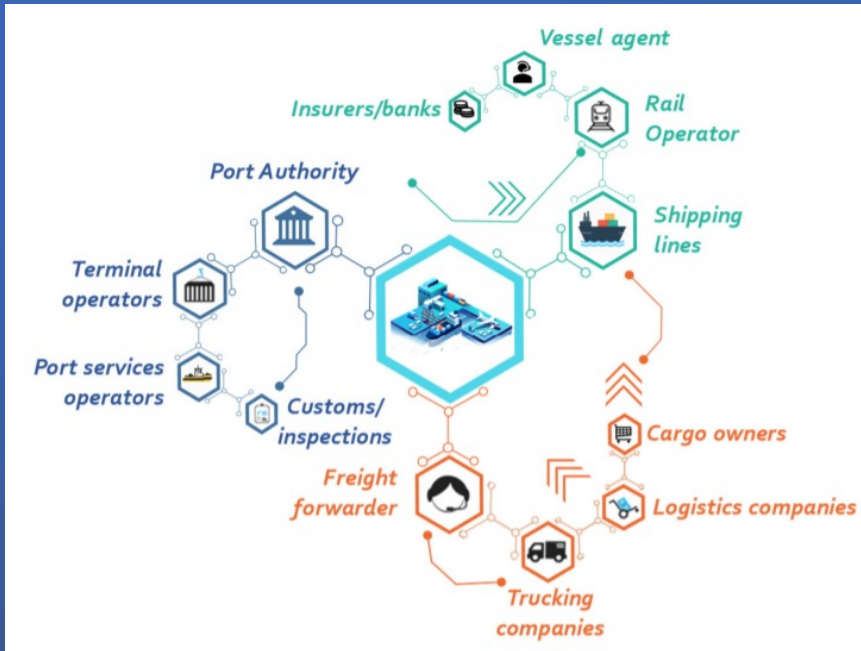 Vessel agent
Insurers/banks
Rail
Operator
Port Authority
Shipping
lines
Terminal
operators
Port services
operators
Customs/
inspections
Cargo owners
Freight
forwarder
Logistics companies
Trucking
companies